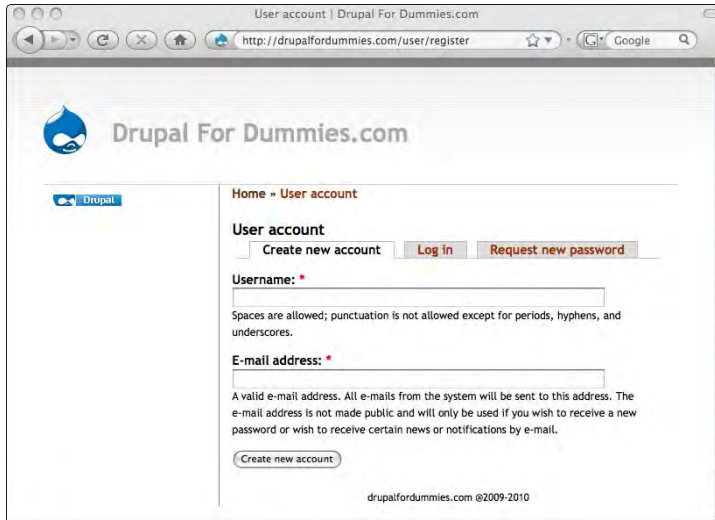 User account | Drupal For Dummies.com
http://drupalfordummies.com/user/register
G
Google
Drupal For Dummies.com
Drupal
Home » User account
User account
Create new account
Log in
Request new password
Username: *
Spaces are allowed; punctuation is not allowed except for periods, hyphens, and
underscores.
E-mail address: *
A valid e-mail address. All e-mails from the system will be sent to this address. The
e-mail address is not made public and will only be used if you wish to receive a new
password or wish to receive certain news or notifications by e-mail.
Create new account
drupalfordummies.com @2009-2010